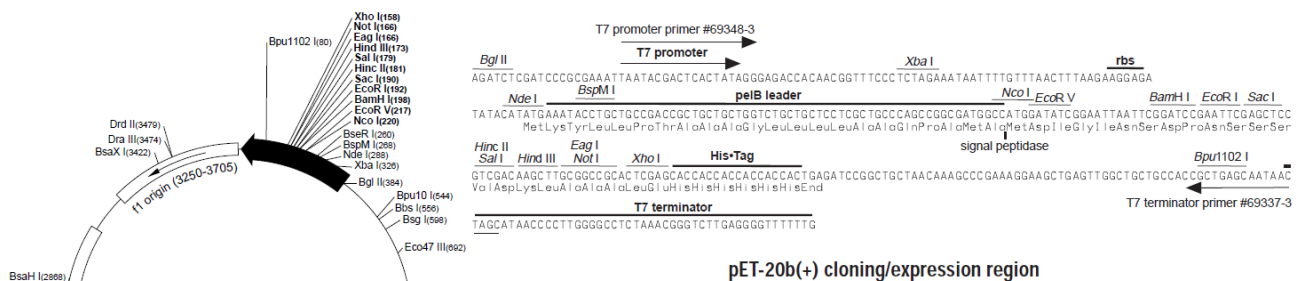 Xho I(158)
Not I(166)
Eag I(166)
Hind III(173)
Sal I(179)
Hinc II(181)
Sac I(190)
EcoR I(192)
BamH I(198)
EcoR V(217)
Nco I(220)
BseR I(260)
BspM I(268)
Nde I(288)
Xba I(326)
Bgl II(384)
Bpu10 I(544)
Bbs I(556)
Bsg I(598)
Eco47 III(692)
Bpu1102 I(80)
Drd II(3479)
Dra III(3474)
BsaX I(3422)
f1 origin (3250-3705)
BsaH I(2868)
T7 promoter primer #69348-3
Bgl II T7 promoter Xba I rbs
AGATCTCGATCCCGCGAAATTAATACGACTCACTATAGGGAGACCACAACGGTTTCCCTCTAGAAATAATTTTGTTTAACTTTAAGAAGGAGA
Nde I BspM I pelB leader Nco I EcoR V BamH I EcoR I Sac I
TATACATATGAAATACCTGCTGCCGACCGCTGCTGCTGGTCTGCTGCTCCTCGCTGCCCAGCCGGCGATGGCCATGGATATCGGAATTAATTCGGATCCGAATTCGAGCTCC
MetLysTyrLeuLeuProThrAlaAlaAlaGlyLeuLeuLeuLeuAlaAlaGlnProAlaMetAlaMetAspIleGlyIleAsnSerAspProAsnSerSerSer
signal peptidase
Hinc II Eag I
Sal I Hind III Not I Xho I His•Tag Bpu1102 I
GTCGACAAGCTTGCGGCCGCACTCGAGCACCACCACCACCACCACTGAGATCCGGCTGCTAACAAAGCCCGAAAGGAAGCTGAGTTGGCTGCTGCCACCGCTGAGCAATAAC
ValAspLysLeuAlaAlaAlaLeuGluHisHisHisHisHisHisEnd
T7 terminator T7 terminator primer #69337-3
TAGCATAACCCCTTGGGGCCTCTAAACGGGTCTTGAGGGGTTTTTTG
pET-20b(+) cloning/expression region